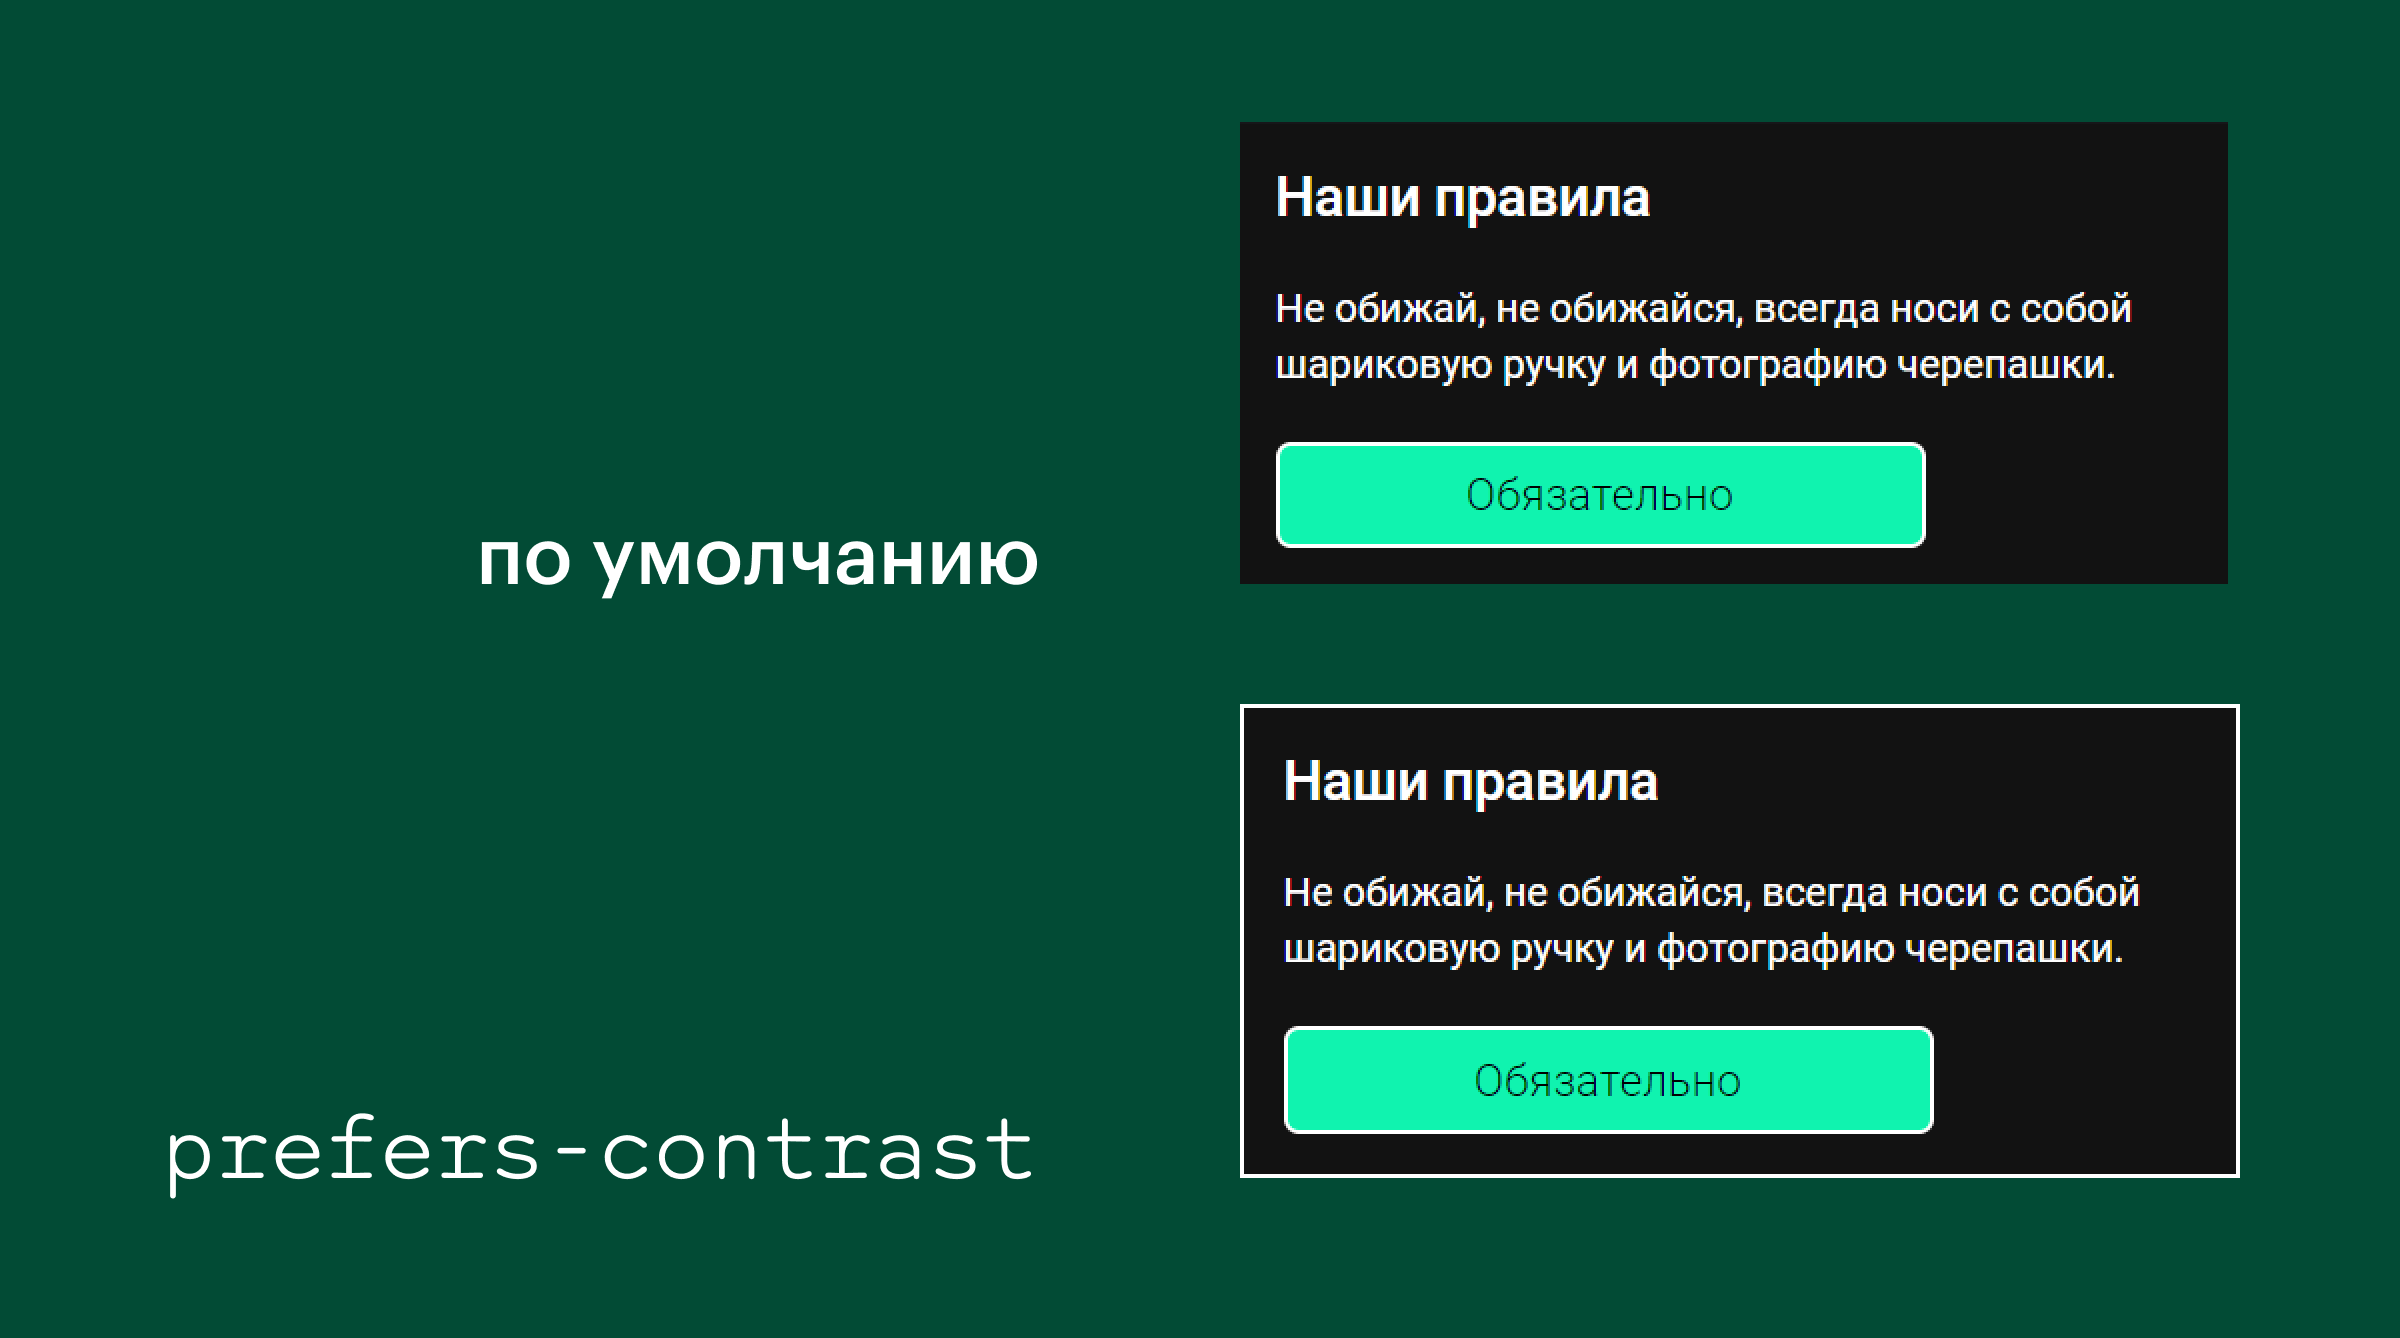 Наши правила
Не обижай, не обижайся, всегда носи с собой
шариковую ручку и фотографию черепашки.
Обязательно
по умолчанию
Наши правила
Не обижай, не обижайся, всегда носи с собой
шариковую ручку и фотографию черепашки.
Обязательно
prefers-contrast